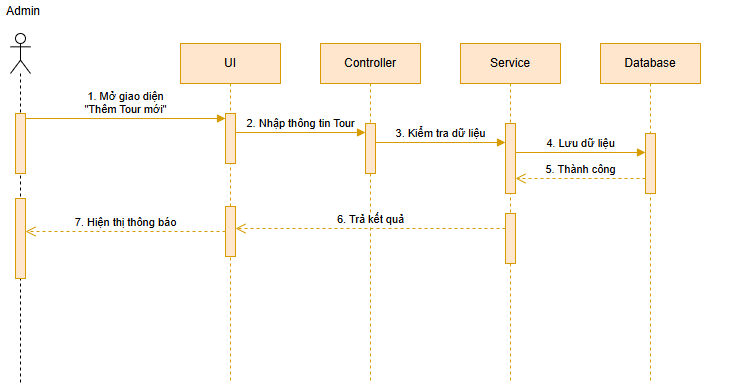 Admin
UI
Controller
Service
Database
1. Mở giao diện
"Thêm Tour mới"
2. Nhập thông tin Tour
3. Kiểm tra dữ liệu
4. Lưu dữ liệu
5. Thành công
6. Trả kết quả
7. Hiện thị thông báo